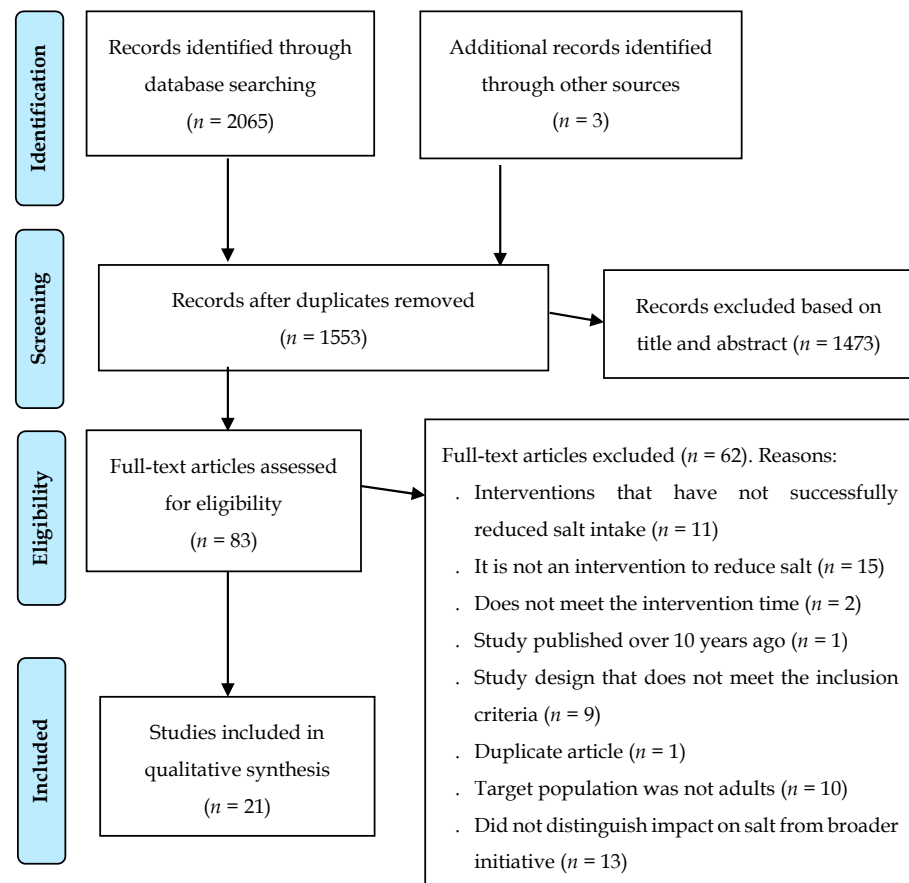 Identification
Records identified through
database searching
(n = 2065)
Additional records identified
through other sources
(n = 3)
Screening
Records after duplicates removed
(n = 1553)
Records excluded based on
title and abstract (n = 1473)
Eligibility
Full-text articles assessed
for eligibility
(n = 83)
Full-text articles excluded (n = 62). Reasons:
. Interventions that have not successfully
reduced salt intake (n = 11)
. It is not an intervention to reduce salt (n = 15)
. Does not meet the intervention time (n = 2)
. Study published over 10 years ago (n = 1)
. Study design that does not meet the inclusion
criteria (n = 9)
. Duplicate article (n = 1)
. Target population was not adults (n = 10)
. Did not distinguish impact on salt from broader
initiative (n = 13)
Included
Studies included in
qualitative synthesis
(n = 21)